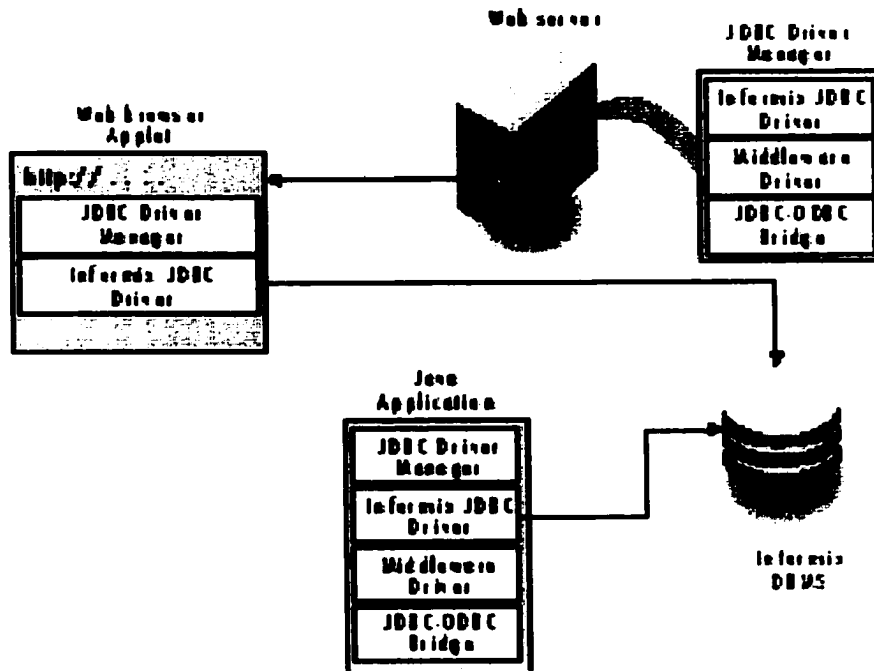 Web server
JDBC Driver
Manager
Informix JDBC
Driver
Middleware
Driver
JDBC-ODBC
Bridge
Web browser
Applet
http://....
JDBC Driver
Manager
Informix JDBC
Driver
Java
Application
JDBC Driver
Manager
Informix JDBC
Driver
Middleware
Driver
JDBC-ODBC
Bridge
Informix
DBMS